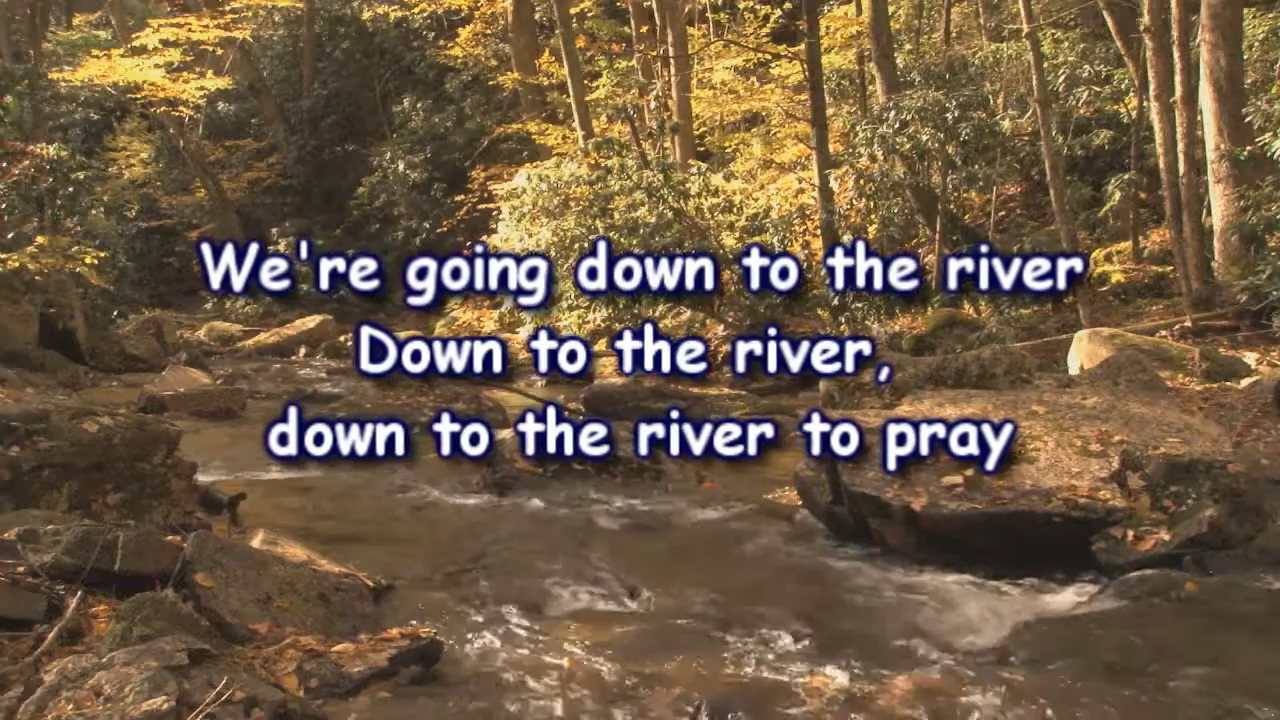 We're going down to the river
Down to the river,
down to the river to pray